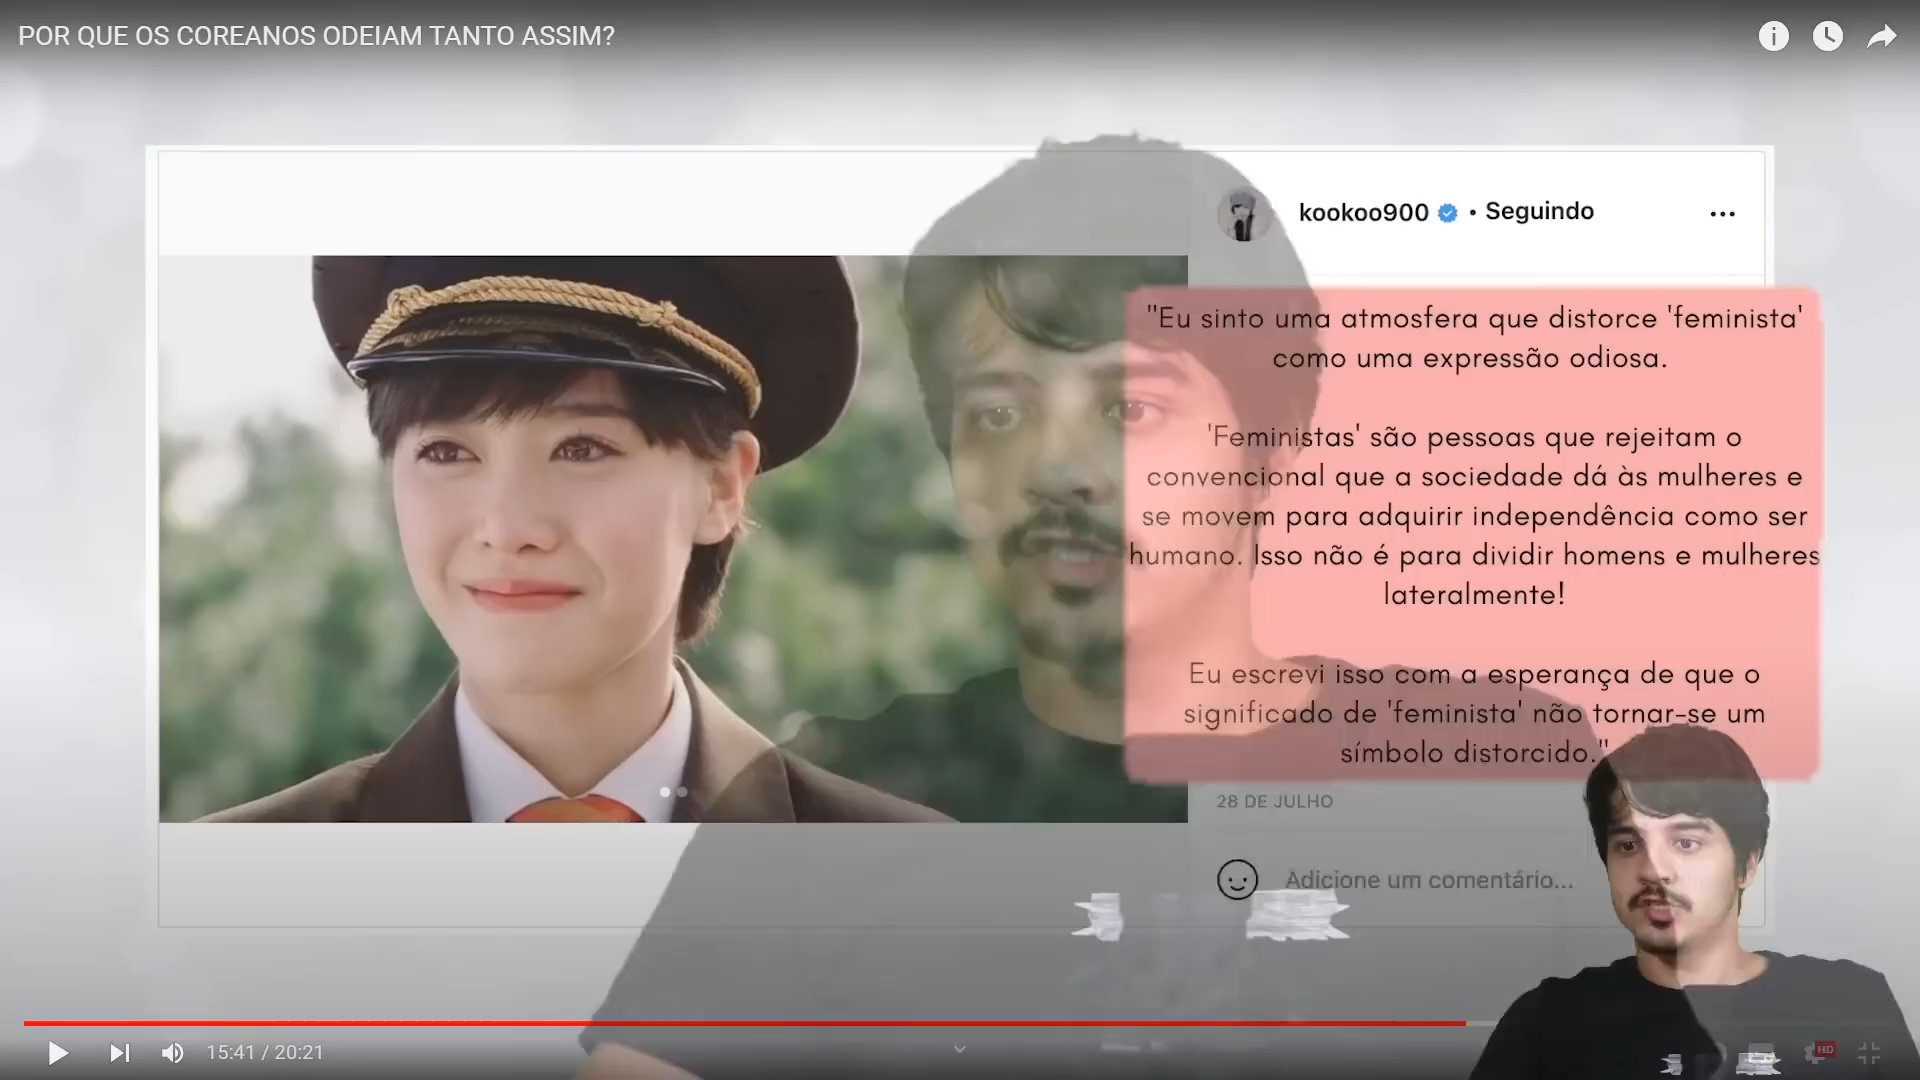 POR QUE OS COREANOS ODEIAM TANTO ASSIM?
kookoo900 • Seguindo
"Eu sinto uma atmosfera que distorce 'feminista'
como uma expressão odiosa.
'Feministas' são pessoas que rejeitam o
convencional que a sociedade dá às mulheres e
se movem para adquirir independência como ser
humano. Isso não é para dividir homens e mulheres
lateralmente!
Eu escrevi isso com a esperança de que o
significado de 'feminista' não tornar-se um
símbolo distorcido."
28 DE JULHO
Adicione um comentário...
15:41 / 20:21
HD